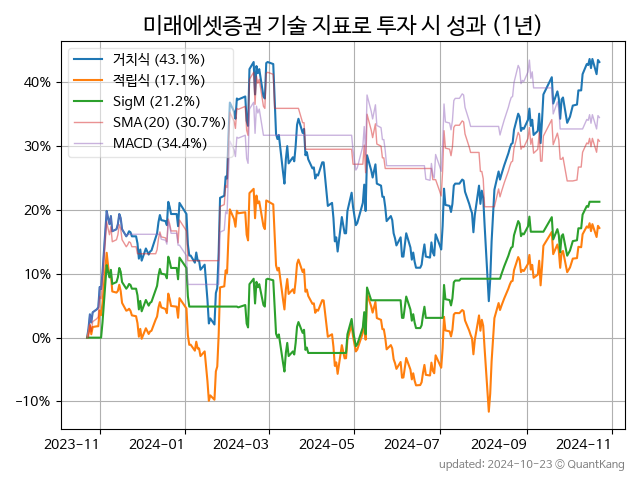 미래에셋증권 기술 지표로 투자 시 성과 (1년)
거치식 (43.1%)
적립식 (17.1%)
SigM (21.2%)
SMA(20) (30.7%)
MACD (34.4%)
40%
30%
20%
10%
0%
−10%
2023-11 2024-01 2024-03 2024-05 2024-07 2024-09 2024-11
updated: 2024-10-23 © QuantKang